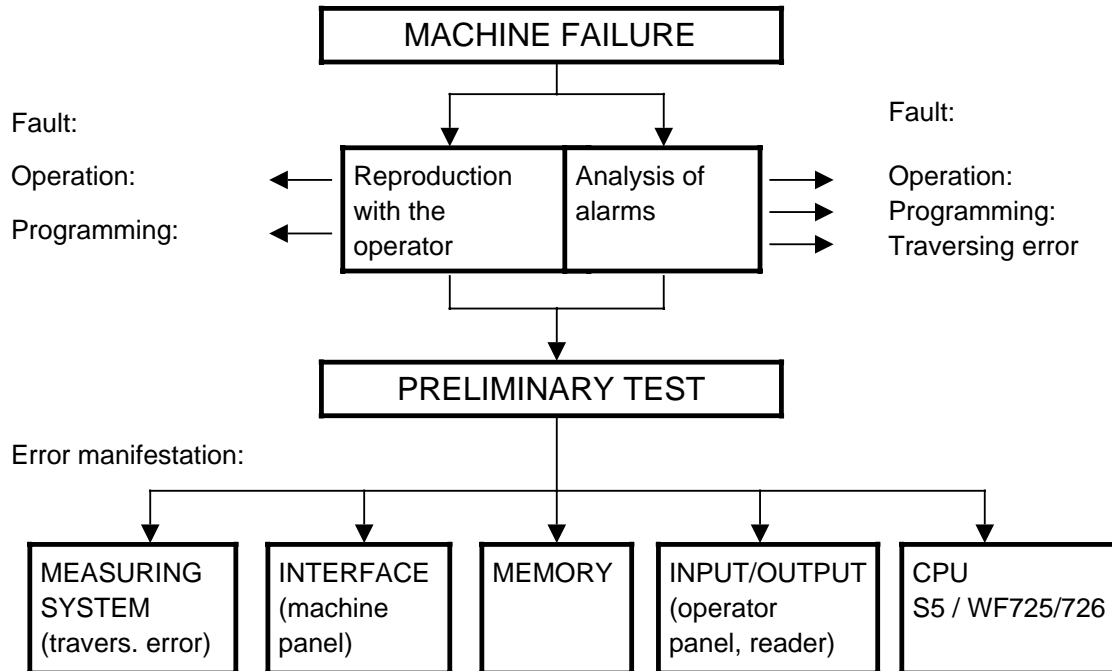 MACHINE FAILURE
Fault:
Operation:
Programming:
Reproduction
with the
operator
Analysis of
alarms
Fault:
Operation:
Programming:
Traversing error
PRELIMINARY TEST
Error manifestation:
MEASURING
SYSTEM
(travers. error)
INTERFACE
(machine
panel)
MEMORY
INPUT/OUTPUT
(operator
panel, reader)
CPU
S5 / WF725/726